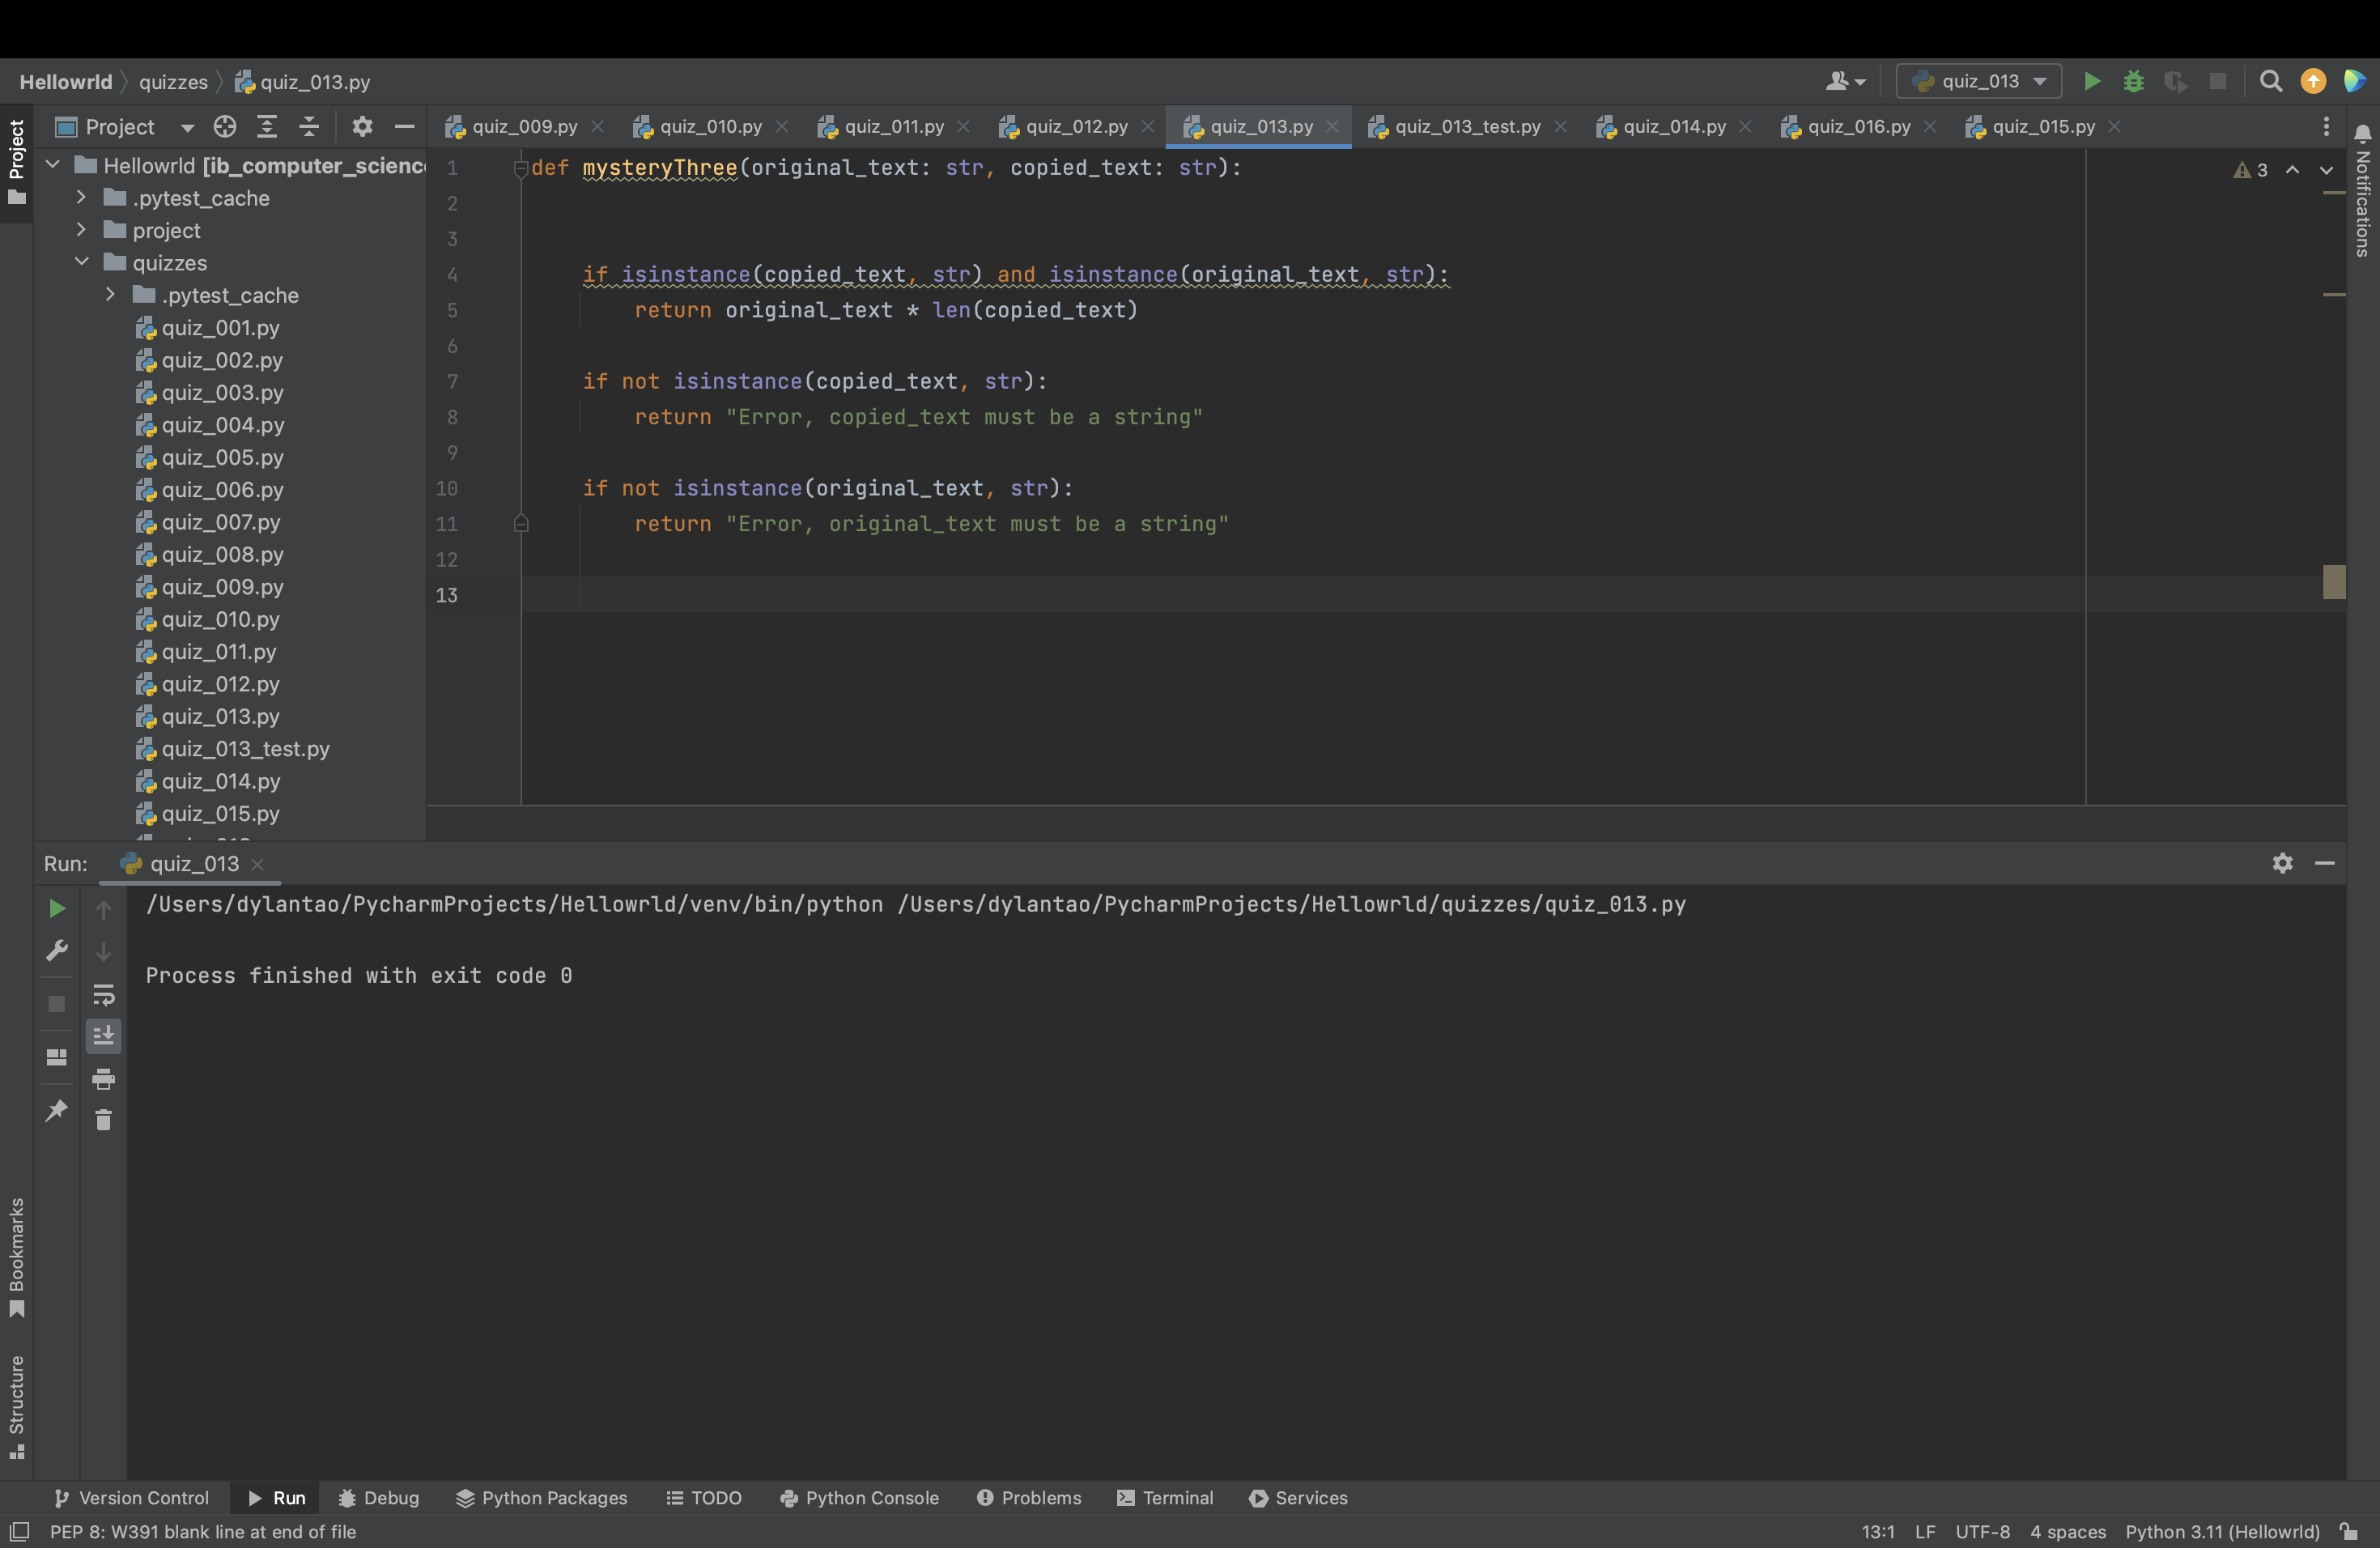 Hellowrld quizzes quiz_013.py
quiz_013
Project
quiz_009.py quiz_010.py quiz_011.py quiz_012.py quiz_013.py quiz_013_test.py quiz_014.py quiz_016.py quiz_015.py
Project
Hellowrld [ib_computer_science
.pytest_cache
project
quizzes
.pytest_cache
quiz_001.py
quiz_002.py
quiz_003.py
quiz_004.py
quiz_005.py
quiz_006.py
quiz_007.py
quiz_008.py
quiz_009.py
quiz_010.py
quiz_011.py
quiz_012.py
quiz_013.py
quiz_013_test.py
quiz_014.py
quiz_015.py
1 def mysteryThree(original_text: str, copied_text: str):
2
3
4 if isinstance(copied_text, str) and isinstance(original_text, str):
5 return original_text * len(copied_text)
6
7 if not isinstance(copied_text, str):
8 return "Error, copied_text must be a string"
9
10 if not isinstance(original_text, str):
11 return "Error, original_text must be a string"
12
13
3
Notifications
Run: quiz_013
/Users/dylantao/PycharmProjects/Hellowrld/venv/bin/python /Users/dylantao/PycharmProjects/Hellowrld/quizzes/quiz_013.py
Process finished with exit code 0
Bookmarks
Structure
Version Control Run Debug Python Packages TODO Python Console Problems Terminal Services
PEP 8: W391 blank line at end of file
13:1 LF UTF-8 4 spaces Python 3.11 (Hellowrld)